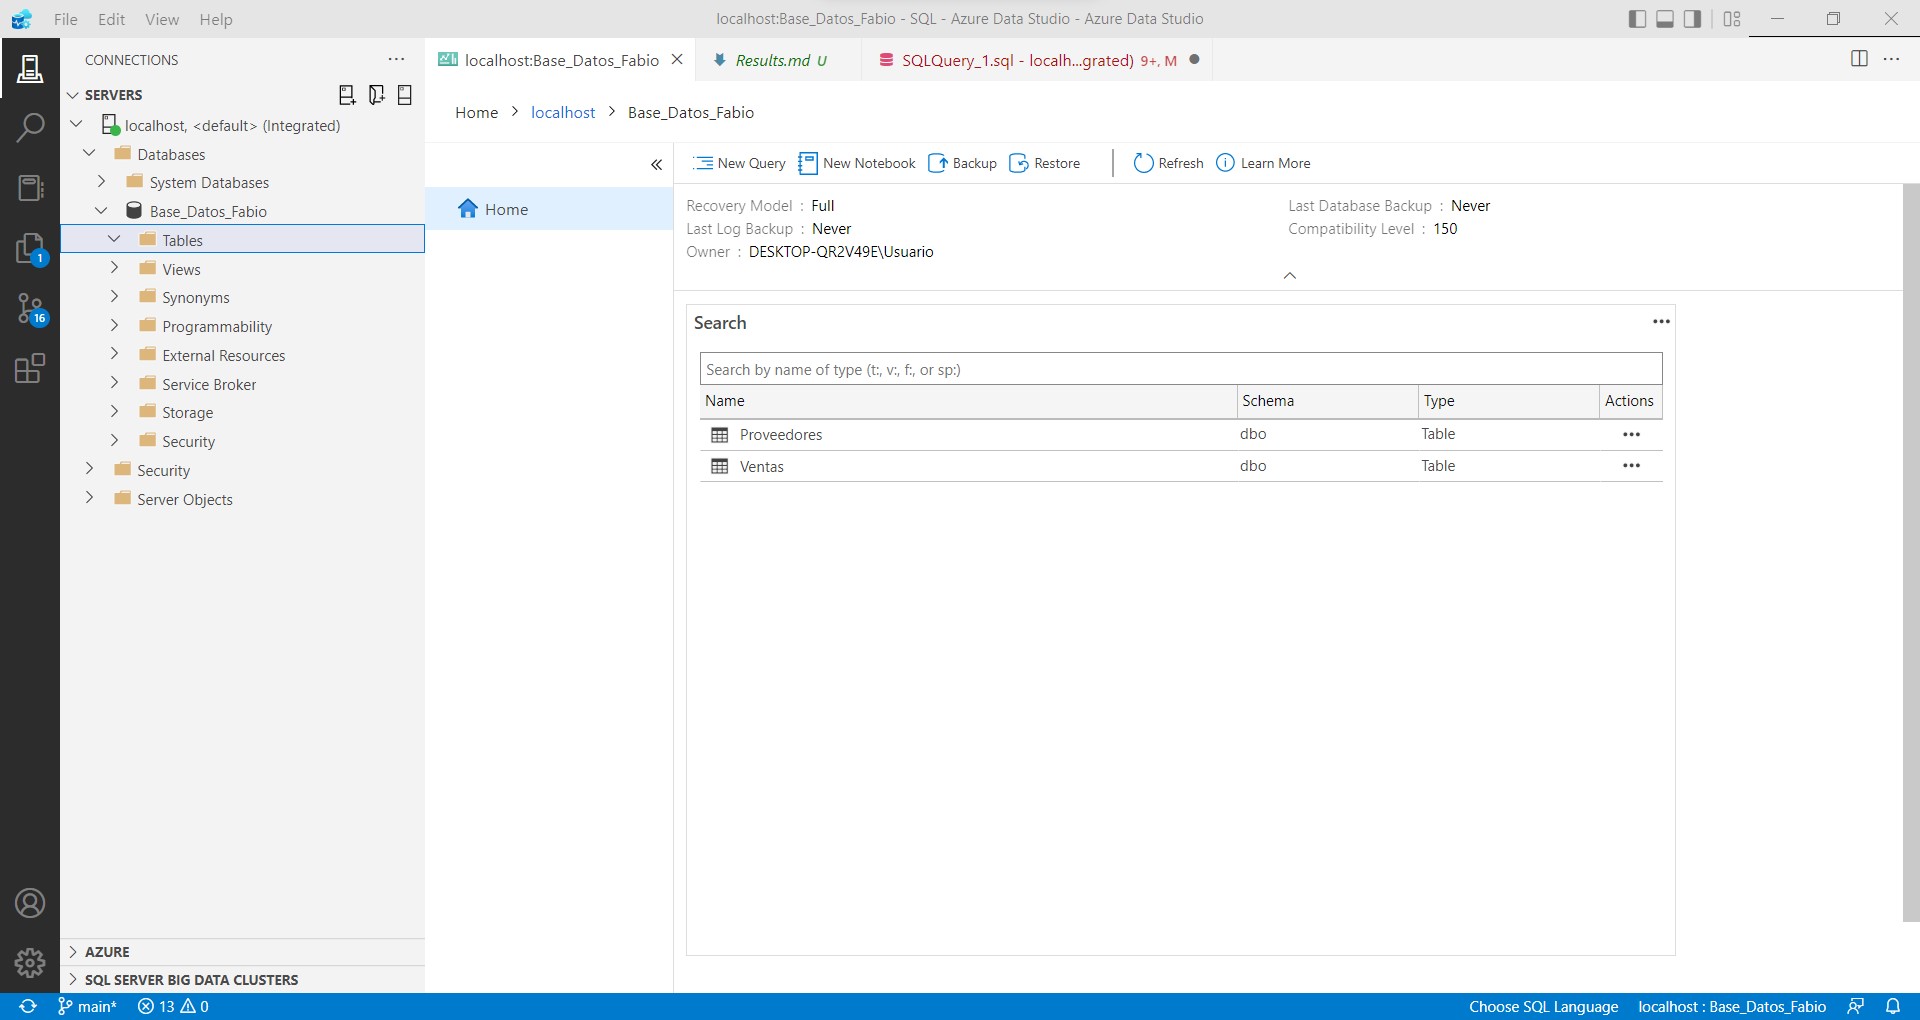 File Edit View Help
localhost:Base_Datos_Fabio - SQL - Azure Data Studio - Azure Data Studio
CONNECTIONS
localhost:Base_Datos_Fabio
Results.md U
SQLQuery_1.sql - localh...grated) 9+, M
SERVERS
localhost, <default> (Integrated)
Databases
System Databases
Base_Datos_Fabio
Tables
Views
Synonyms
Programmability
External Resources
Service Broker
Storage
Security
Security
Server Objects
1
16
AZURE
SQL SERVER BIG DATA CLUSTERS
Home > localhost > Base_Datos_Fabio
Home
New Query New Notebook Backup Restore Refresh Learn More
Recovery Model : Full
Last Database Backup : Never
Last Log Backup : Never
Compatibility Level : 150
Owner : DESKTOP-QR2V49E\Usuario
Search
Search by name of type (t:, v:, f:, or sp:)
Name Schema Type Actions
Proveedores dbo Table
Ventas dbo Table
main* 13 0
Choose SQL Language localhost : Base_Datos_Fabio